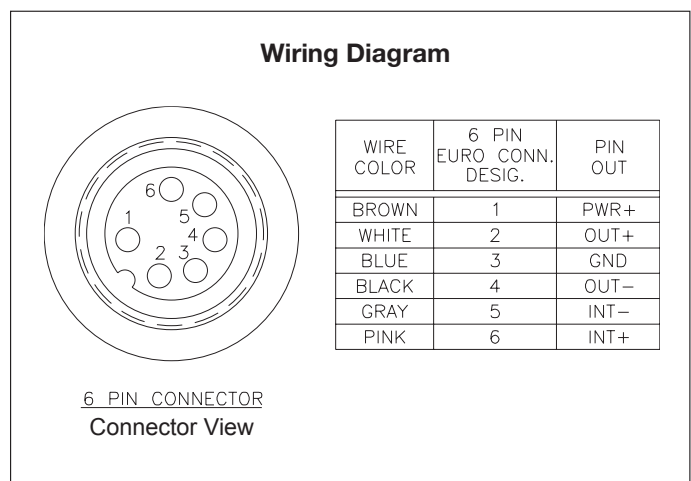 Wiring Diagram
6
5
1
4
2 3
6 PIN CONNECTOR
Connector View
WIRE COLOR 6 PIN EURO CONN. DESIG. PIN OUT
BROWN 1 PWR+
WHITE 2 OUT+
BLUE 3 GND
BLACK 4 OUT−
GRAY 5 INT−
PINK 6 INT+